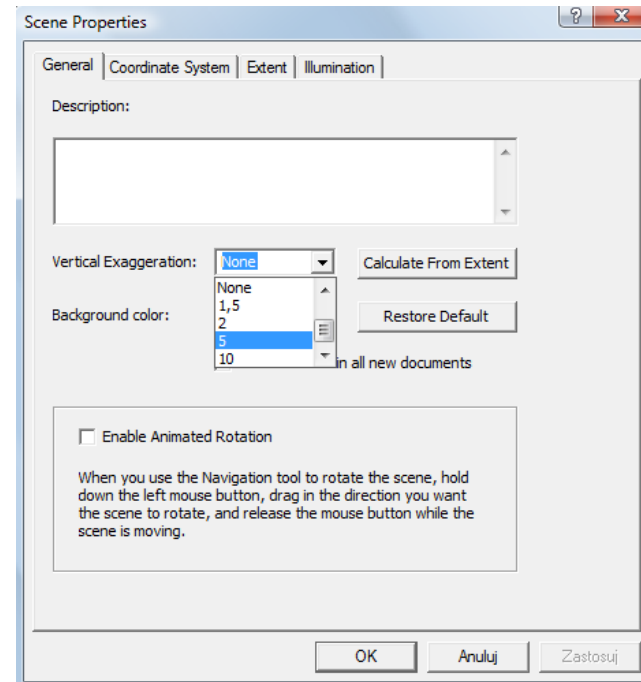 Scene Properties
General Coordinate System Extent Illumination
Description:
Vertical Exaggeration: None Calculate From Extent
None
1,5
Background color: Restore Default
2
5
10
in all new documents
Enable Animated Rotation
When you use the Navigation tool to rotate the scene, hold
down the left mouse button, drag in the direction you want
the scene to rotate, and release the mouse button while the
scene is moving.
OK Anuluj Zastosuj